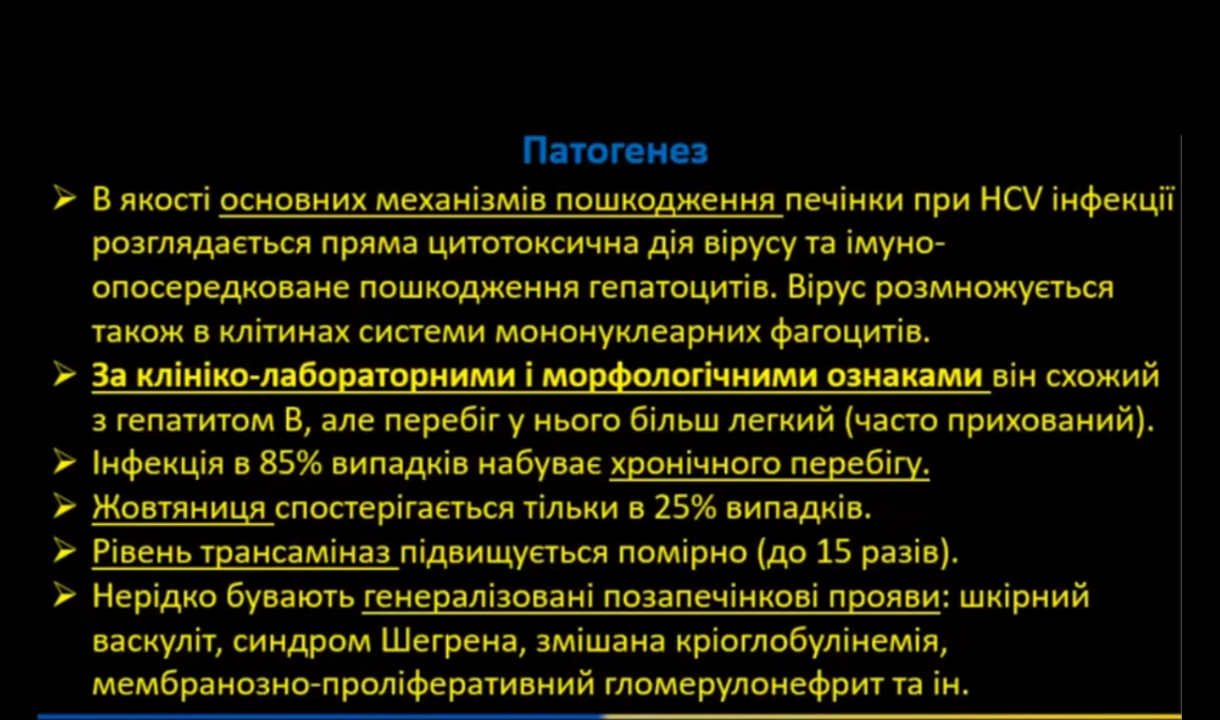 Патогенез
➢ В якості основних механізмів пошкодження печінки при HCV інфекції
розглядається пряма цитотоксична дія вірусу та імуно-
опосередковане пошкодження гепатоцитів. Вірус розмножується
також в клітинах системи мононуклеарних фагоцитів.
➢ За клініко-лабораторними і морфологічними ознаками він схожий
з гепатитом В, але перебіг у нього більш легкий (часто прихований).
➢ Інфекція в 85% випадків набуває хронічного перебігу.
➢ Жовтяниця спостерігається тільки в 25% випадків.
➢ Рівень трансаміназ підвищується помірно (до 15 разів).
➢ Нерідко бувають генералізовані позапечінкові прояви: шкірний
васкуліт, синдром Шегрена, змішана кріоглобулінемія,
мембранозно-проліферативний гломерулонефрит та ін.